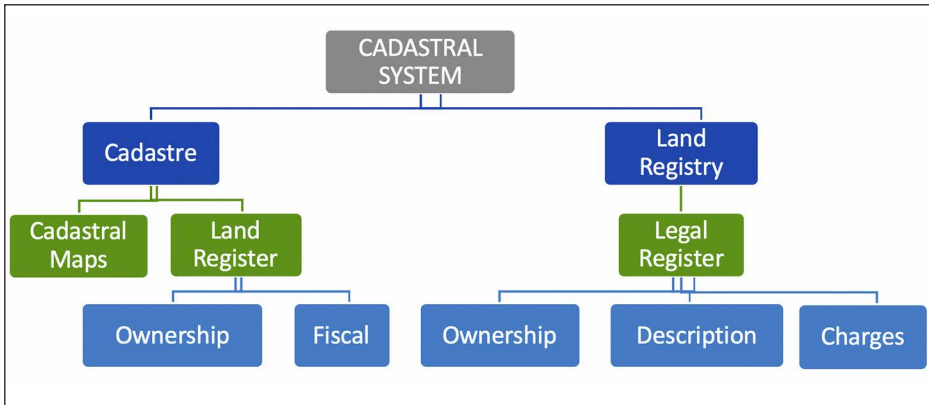 CADASTRAL
SYSTEM
Cadastre
Land
Registry
Cadastral
Maps
Land
Register
Legal
Register
Ownership
Fiscal
Ownership
Description
Charges